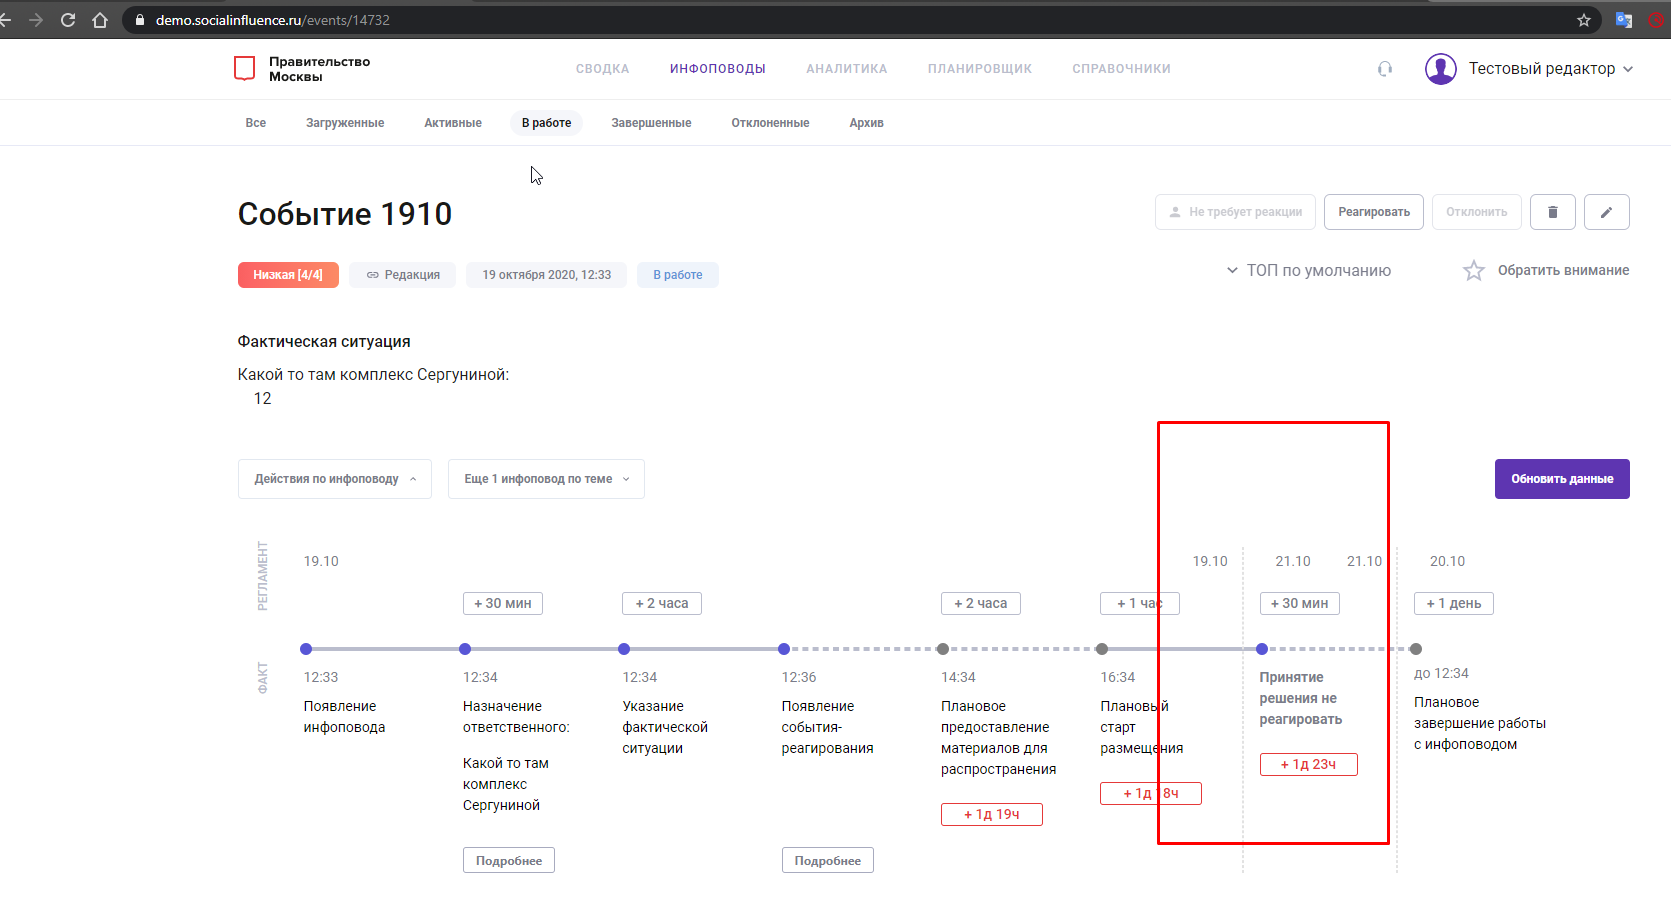 demo.socialinfluence.ru/events/14732
Правительство
Москвы
СВОДКА
ИНФОПОВОДЫ
АНАЛИТИКА
ПЛАНИРОВЩИК
СПРАВОЧНИКИ
Тестовый редактор
Все
Загруженные
Активные
В работе
Завершенные
Отклоненные
Архив
Событие 1910
Не требует реакции
Реагировать
Отклонить
Низкая [4/4]
Редакция
19 октября 2020, 12:33
В работе
ТОП по умолчанию
Обратить внимание
Фактическая ситуация
Какой то там комплекс Сергуниной:
12
Действия по инфоповоду
Еще 1 инфоповод по теме
Обновить данные
РЕГЛАМЕНТ
19.10
19.10
21.10
21.10
20.10
+ 30 мин
+ 2 часа
+ 2 часа
+ 1 час
+ 30 мин
+ 1 день
ФАКТ
12:33
Появление
инфоповода
12:34
Назначение
ответственного:
Какой то там
комплекс
Сергуниной
Подробнее
12:34
Указание
фактической
ситуации
12:36
Появление
события-
реагирования
Подробнее
14:34
Плановое
предоставление
материалов для
распространения
+ 1д 19ч
16:34
Плановый
старт
размещения
+ 1д 18ч
Принятие
решения не
реагировать
+ 1д 23ч
до 12:34
Плановое
завершение работы
с инфоповодом